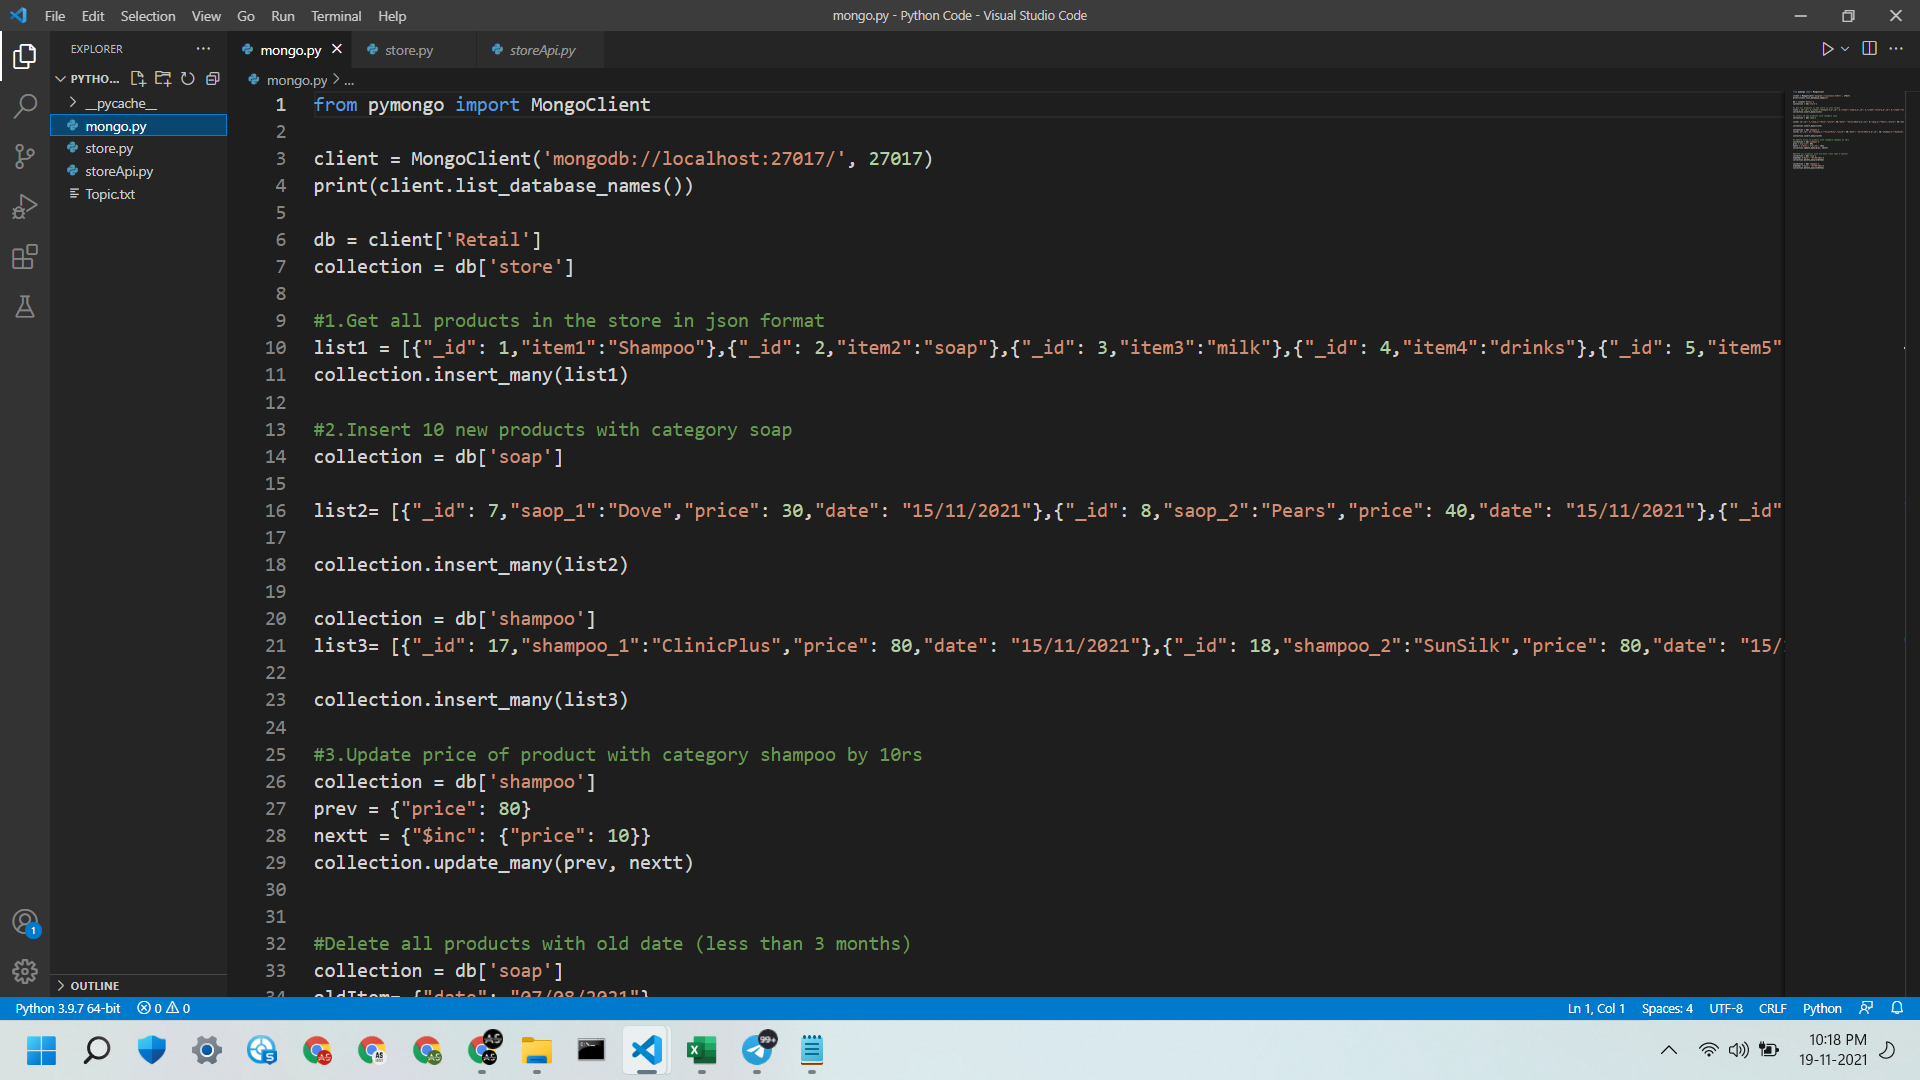 File Edit Selection View Go Run Terminal Help
mongo.py - Python Code - Visual Studio Code
EXPLORER
PYTHO...
__pycache__
mongo.py
store.py
storeApi.py
Topic.txt
OUTLINE
mongo.py store.py storeApi.py
mongo.py > ...
1 from pymongo import MongoClient
2
3 client = MongoClient('mongodb://localhost:27017/', 27017)
4 print(client.list_database_names())
5
6 db = client['Retail']
7 collection = db['store']
8
9 #1.Get all products in the store in json format
10 list1 = [{"_id": 1,"item1":"Shampoo"},{"_id": 2,"item2":"soap"},{"_id": 3,"item3":"milk"},{"_id": 4,"item4":"drinks"},{"_id": 5,"item5"
11 collection.insert_many(list1)
12
13 #2.Insert 10 new products with category soap
14 collection = db['soap']
15
16 list2= [{"_id": 7,"saop_1":"Dove","price": 30,"date": "15/11/2021"},{"_id": 8,"saop_2":"Pears","price": 40,"date": "15/11/2021"},{"_id"
17
18 collection.insert_many(list2)
19
20 collection = db['shampoo']
21 list3= [{"_id": 17,"shampoo_1":"ClinicPlus","price": 80,"date": "15/11/2021"},{"_id": 18,"shampoo_2":"SunSilk","price": 80,"date": "15/
22
23 collection.insert_many(list3)
24
25 #3.Update price of product with category shampoo by 10rs
26 collection = db['shampoo']
27 prev = {"price": 80}
28 nextt = {"$inc": {"price": 10}}
29 collection.update_many(prev, nextt)
30
31
32 #Delete all products with old date (less than 3 months)
33 collection = db['soap']
34 oldItem= {"date": "07/08/2021"}
Python 3.9.7 64-bit 0 0 Ln 1, Col 1 Spaces: 4 UTF-8 CRLF Python
1
99+
10:18 PM
19-11-2021